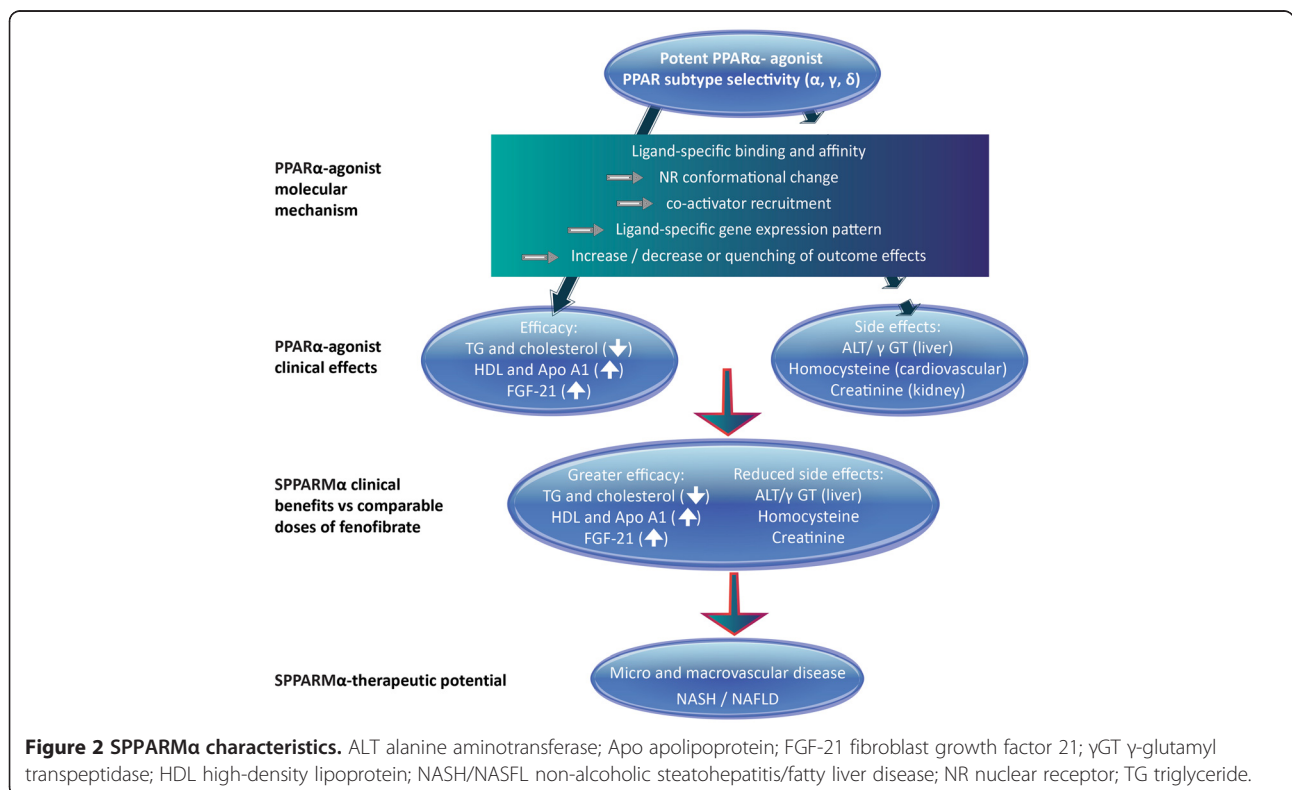 Potent PPARα- agonist
PPAR subtype selectivity (α, γ, δ)
PPARα-agonist
molecular
mechanism
Ligand-specific binding and affinity
NR conformational change
co-activator recruitment
Ligand-specific gene expression pattern
Increase / decrease or quenching of outcome effects
PPARα-agonist
clinical effects
Efficacy:
TG and cholesterol (↓)
HDL and Apo A1 (↑)
FGF-21 (↑)
Side effects:
ALT/ γ GT (liver)
Homocysteine (cardiovascular)
Creatinine (kidney)
SPPARMα clinical
benefits vs comparable
doses of fenofibrate
Greater efficacy:
TG and cholesterol (↓)
HDL and Apo A1 (↑)
FGF-21 (↑)
Reduced side effects:
ALT/γ GT (liver)
Homocysteine
Creatinine
SPPARMα-therapeutic potential
Micro and macrovascular disease
NASH / NAFLD
Figure 2 SPPARMα characteristics. ALT alanine aminotransferase; Apo apolipoprotein; FGF-21 fibroblast growth factor 21; γGT γ-glutamyl
transpeptidase; HDL high-density lipoprotein; NASH/NASFL non-alcoholic steatohepatitis/fatty liver disease; NR nuclear receptor; TG triglyceride.